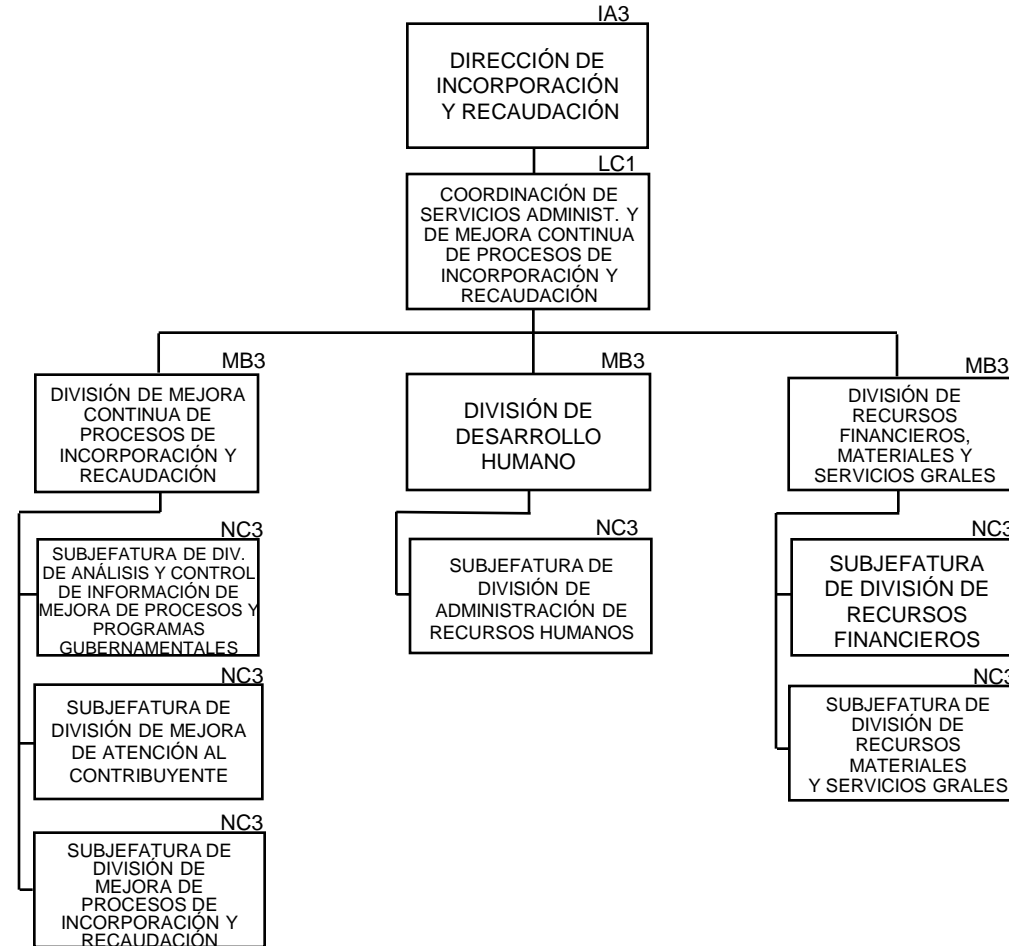 IA3
DIRECCIÓN DE
INCORPORACIÓN
Y RECAUDACIÓN
LC1
COORDINACIÓN DE
SERVICIOS ADMINIST. Y
DE MEJORA CONTINUA
DE PROCESOS DE
INCORPORACIÓN Y
RECAUDACIÓN
MB3
DIVISIÓN DE MEJORA
CONTINUA DE
PROCESOS DE
INCORPORACIÓN Y
RECAUDACIÓN
NC3
SUBJEFATURA DE DIV.
DE ANÁLISIS Y CONTROL
DE INFORMACIÓN DE
MEJORA DE PROCESOS Y
PROGRAMAS
GUBERNAMENTALES
NC3
SUBJEFATURA DE
DIVISIÓN DE MEJORA
DE ATENCIÓN AL
CONTRIBUYENTE
NC3
SUBJEFATURA DE
DIVISIÓN DE
MEJORA DE
PROCESOS DE
INCORPORACIÓN Y
RECAUDACIÓN
MB3
DIVISIÓN DE
DESARROLLO
HUMANO
NC3
SUBJEFATURA DE
DIVISIÓN DE
ADMINISTRACIÓN DE
RECURSOS HUMANOS
MB3
DIVISIÓN DE
RECURSOS
FINANCIEROS,
MATERIALES Y
SERVICIOS GRALES
NC3
SUBJEFATURA
DE DIVISIÓN DE
RECURSOS
FINANCIEROS
NC3
SUBJEFATURA DE
DIVISIÓN DE
RECURSOS
MATERIALES
Y SERVICIOS GRALES